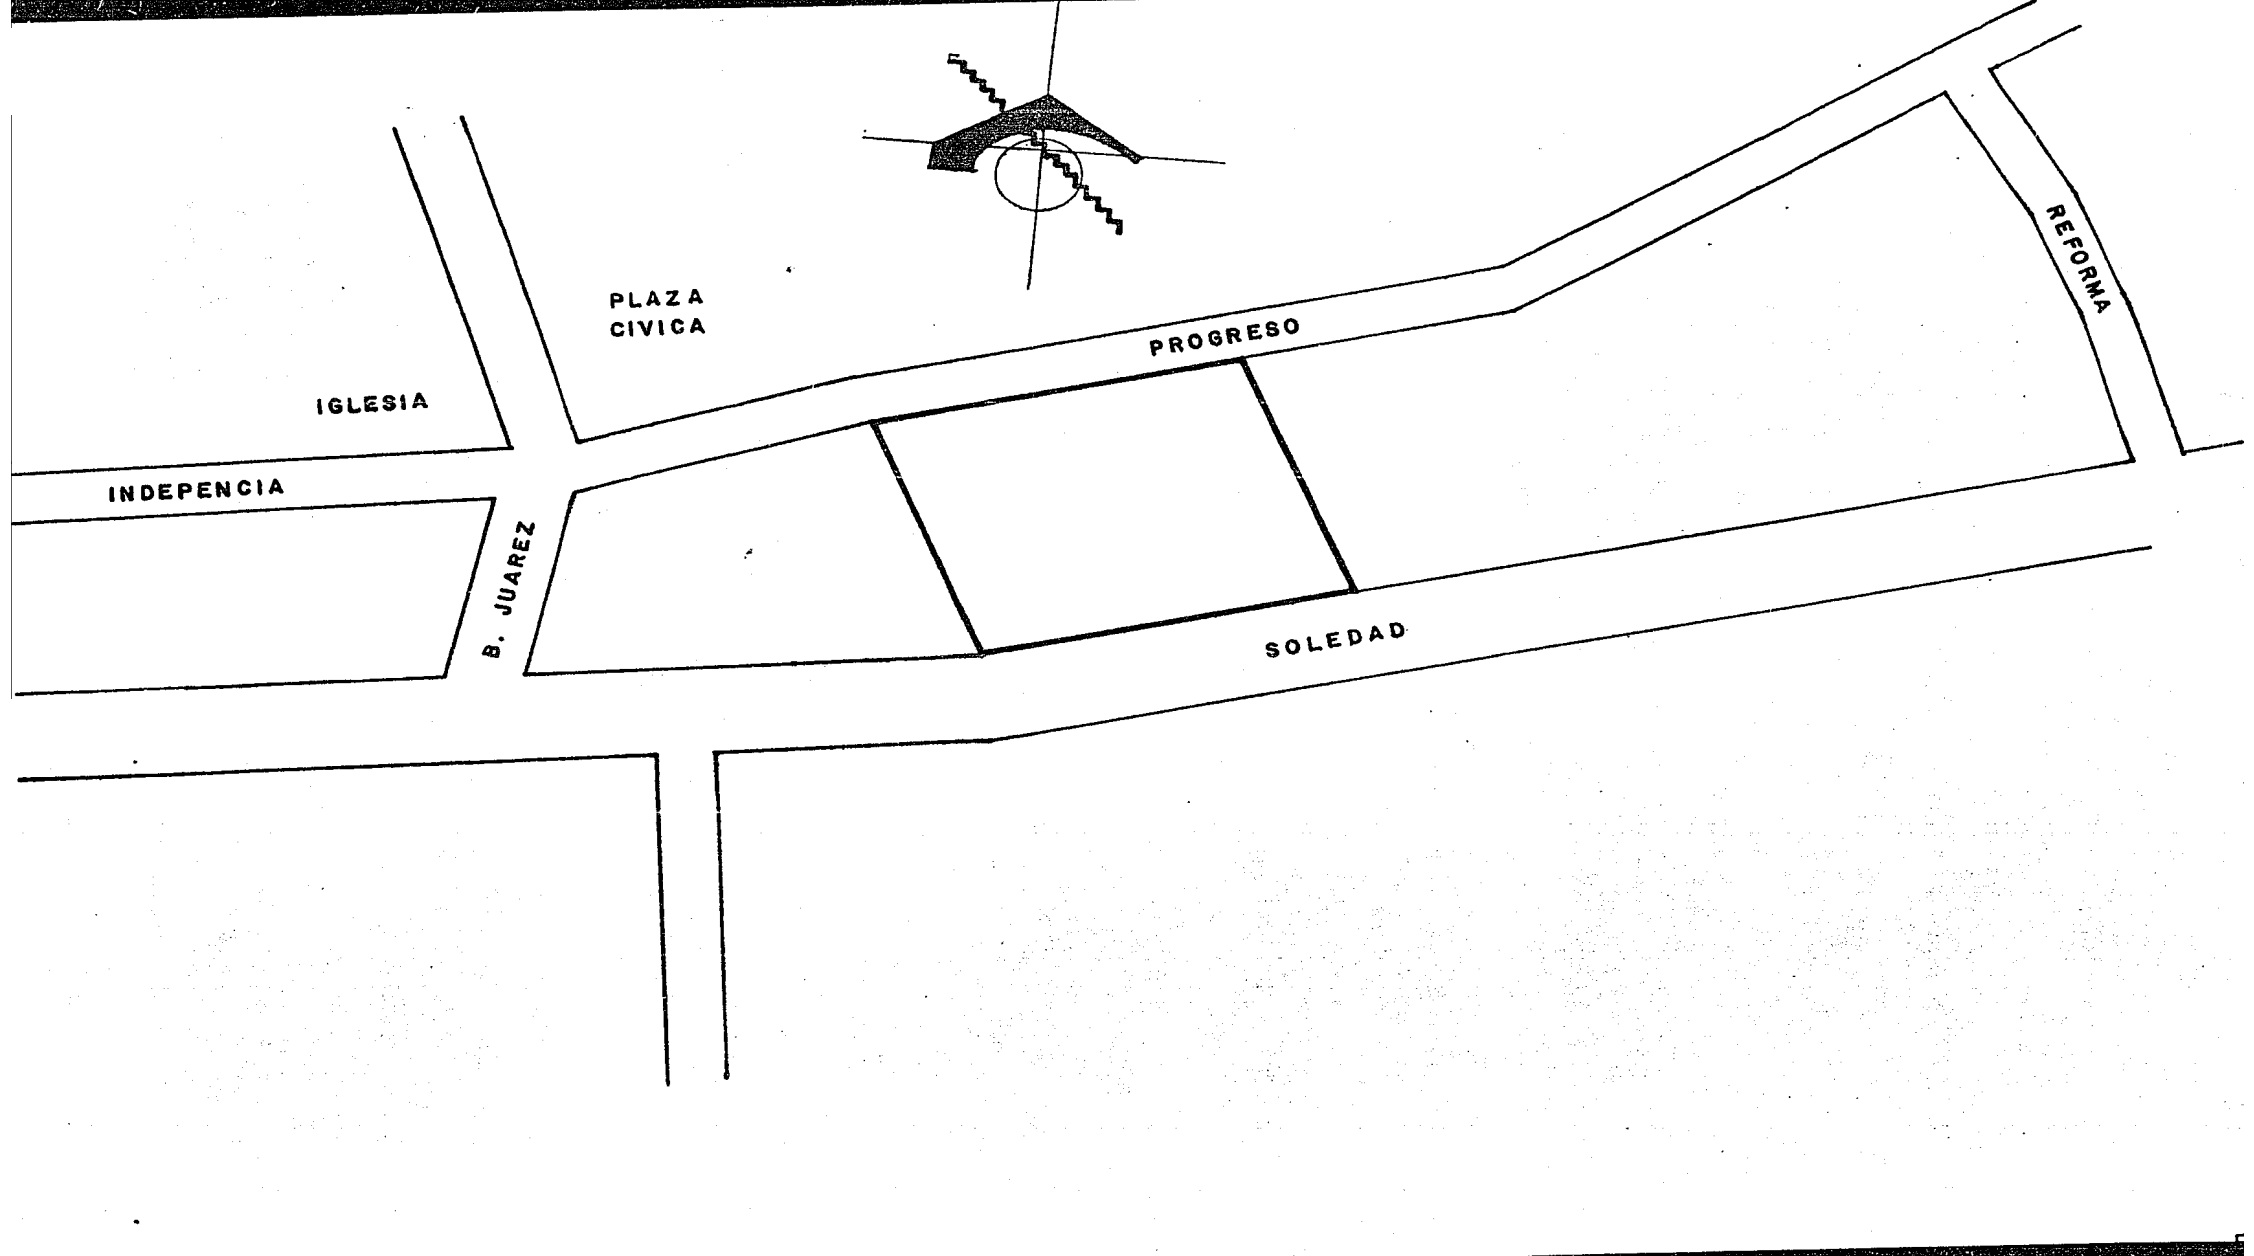 PLAZA
CIVICA
PROGRESO
REFORMA
IGLESIA
INDEPENCIA
B. JUAREZ
SOLEDAD